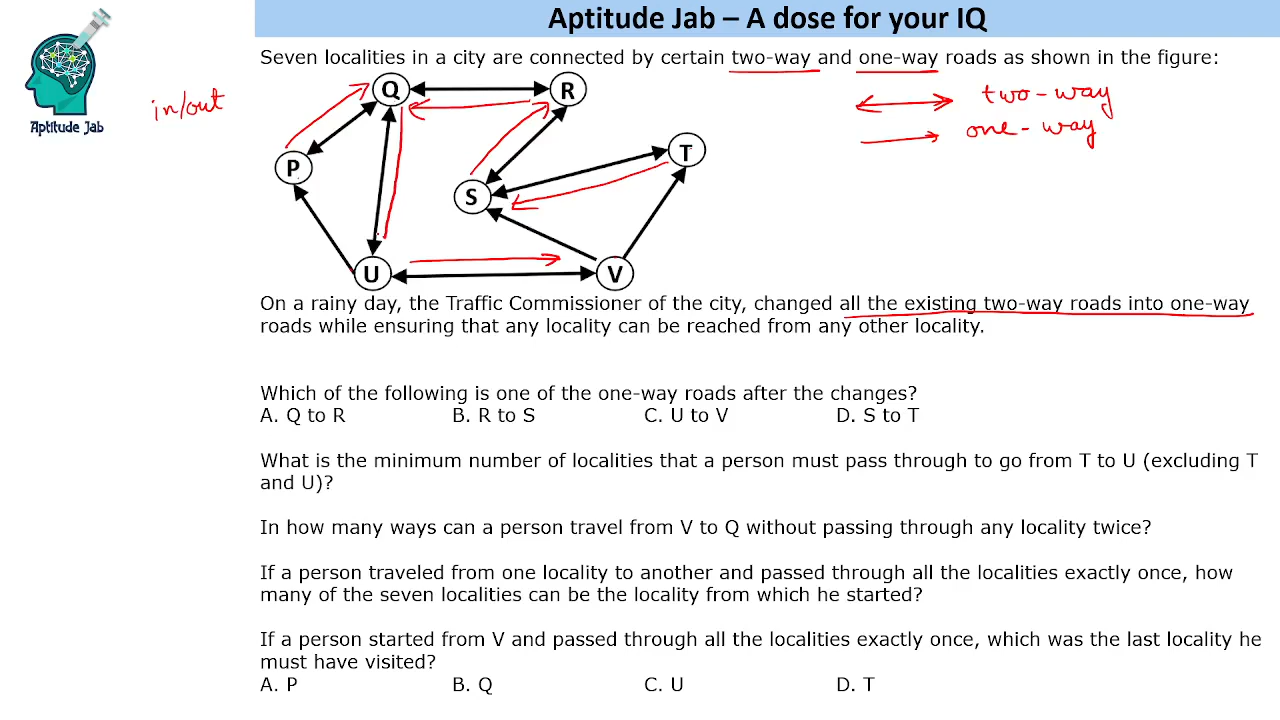 Aptitude Jab – A dose for your IQ
Seven localities in a city are connected by certain two-way and one-way roads as shown in the figure:
Aptitude Jab
in/out
Q
R
two-way
one-way
P
T
S
U
V
On a rainy day, the Traffic Commissioner of the city, changed all the existing two-way roads into one-way
roads while ensuring that any locality can be reached from any other locality.
Which of the following is one of the one-way roads after the changes?
A. Q to R B. R to S C. U to V D. S to T
What is the minimum number of localities that a person must pass through to go from T to U (excluding T
and U)?
In how many ways can a person travel from V to Q without passing through any locality twice?
If a person traveled from one locality to another and passed through all the localities exactly once, how
many of the seven localities can be the locality from which he started?
If a person started from V and passed through all the localities exactly once, which was the last locality he
must have visited?
A. P B. Q C. U D. T